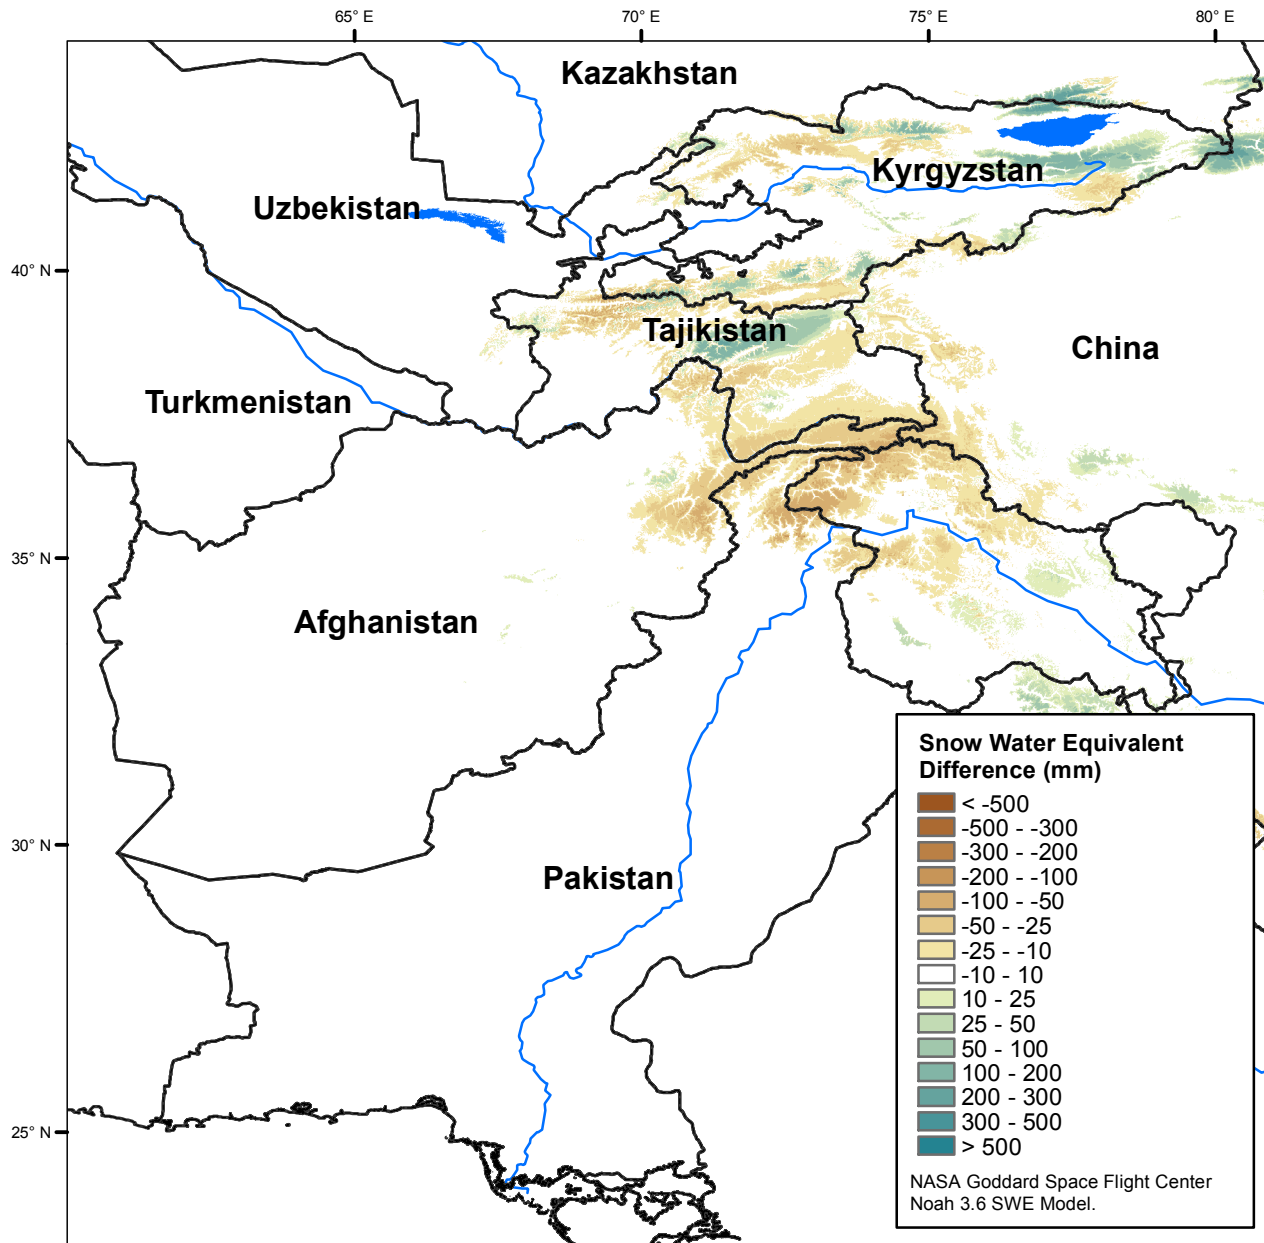 65° E
70° E
75° E
80° E
Kazakhstan
Kyrgyzstan
Uzbekistan
40° N
Tajikistan
China
Turkmenistan
35° N
Afghanistan
30° N
Pakistan
25° N
Snow Water Equivalent
Difference (mm)
< -500
-500 - -300
-300 - -200
-200 - -100
-100 - -50
-50 - -25
-25 - -10
-10 - 10
10 - 25
25 - 50
50 - 100
100 - 200
200 - 300
300 - 500
> 500
NASA Goddard Space Flight Center
Noah 3.6 SWE Model.